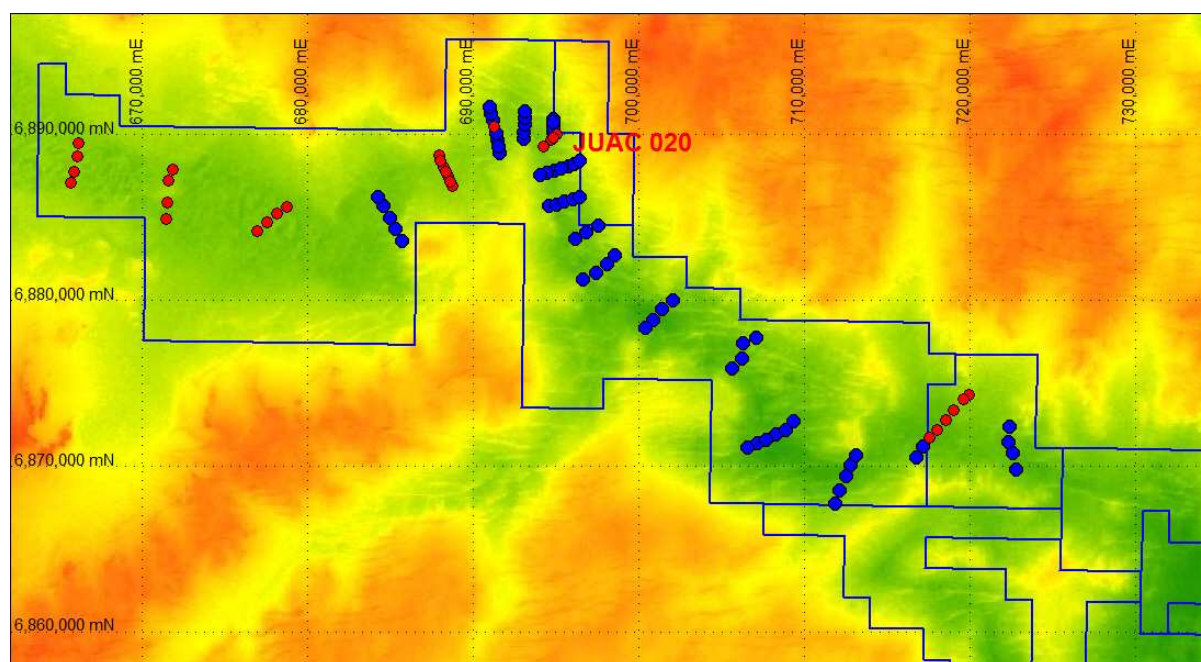 670,000 mE
680,000 mE
690,000 mE
700,000 mE
710,000 mE
720,000 mE
730,000 mE
6,890,000 mN
JUAC 020
6,880,000 mN
6,870,000 mN
6,860,000 mN